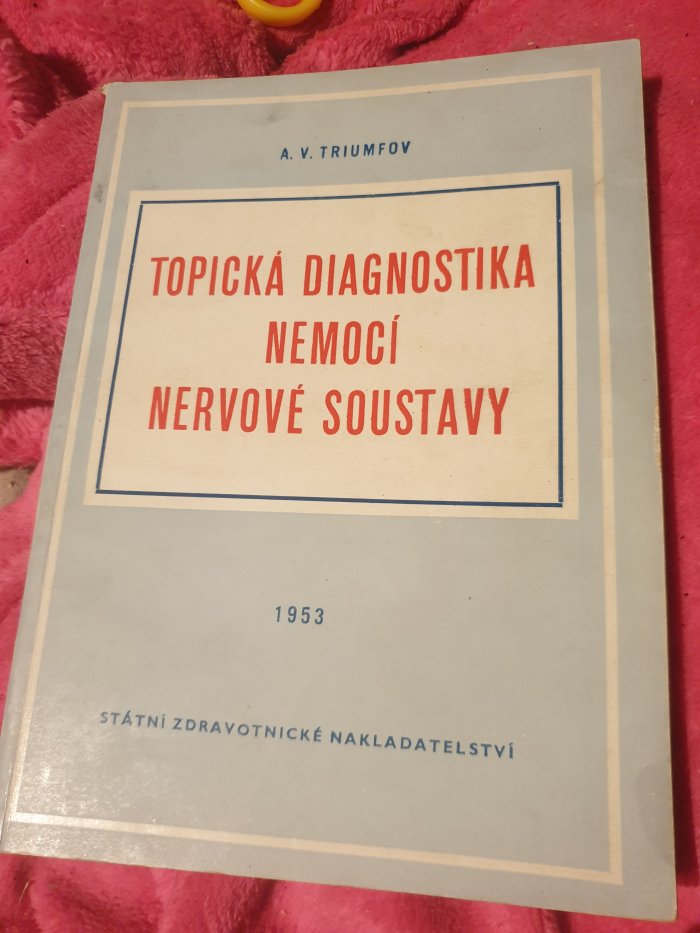 A. V. TRIUMFOV
TOPICKÁ DIAGNOSTIKA
NEMOCÍ
NERVOVÉ SOUSTAVY
1953
STÁTNÍ ZDRAVOTNICKÉ NAKLADATELSTVÍ